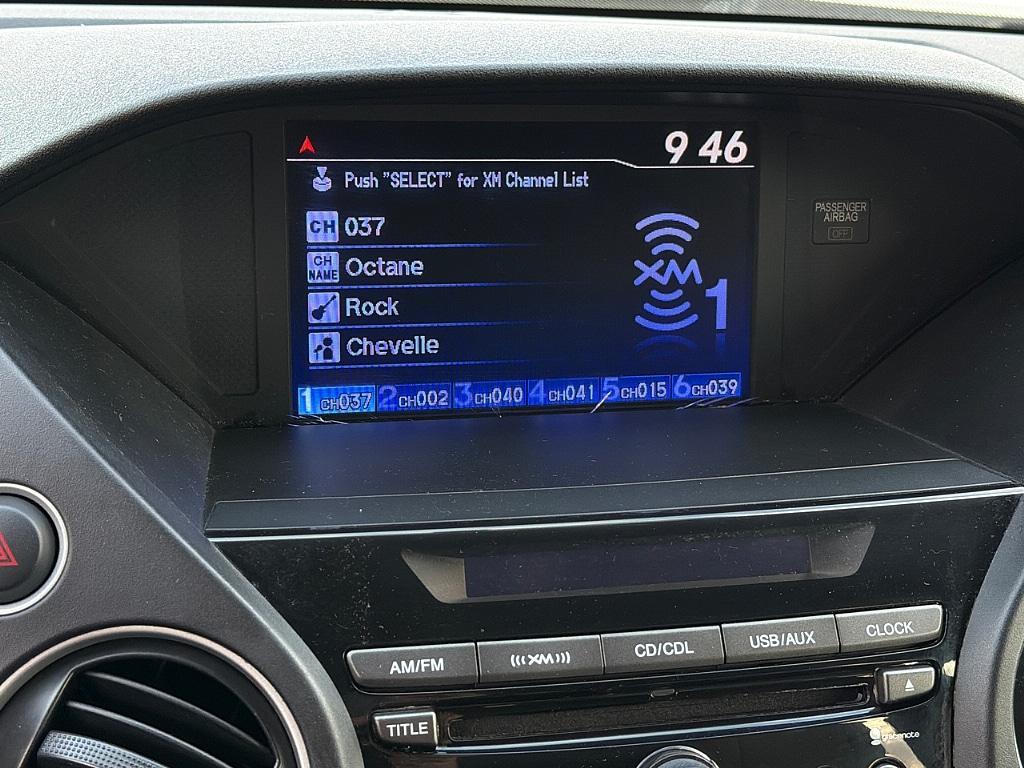 9 46
Push "SELECT" for XM Channel List
CH 037
CH NAME Octane
Rock
Chevelle
XM 1
1 CH037 2 CH002 3 CH040 4 CH041 5 CH015 6 CH039
PASSENGER
AIRBAG
OFF
AM/FM (((XM))) CD/CDL USB/AUX CLOCK
TITLE
gracenote